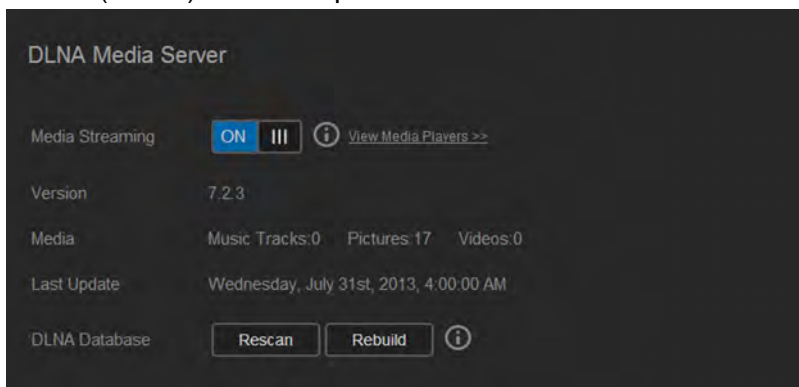 DLNA Media Server
Media Streaming ON View Media Players >>
Version 7.2.3
Media Music Tracks:0 Pictures:17 Videos:0
Last Update Wednesday, July 31st, 2013, 4:00:00 AM
DLNA Database Rescan Rebuild